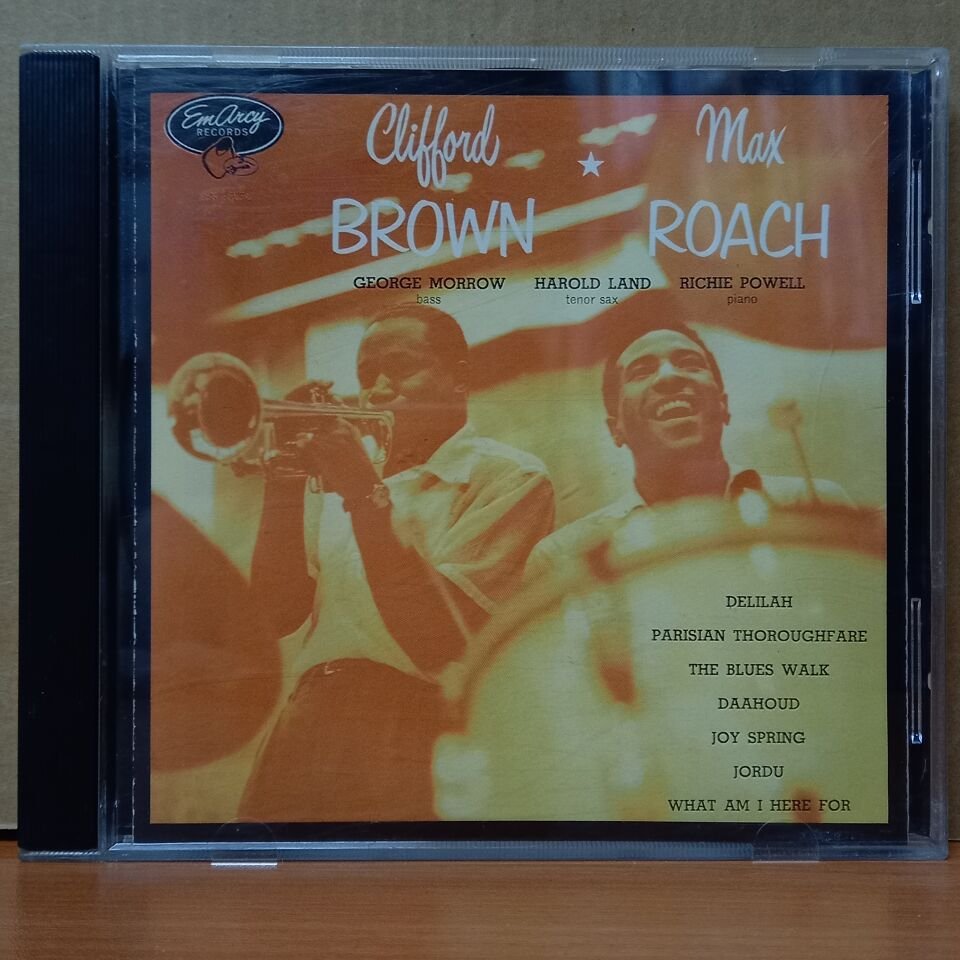 EmArcy
RECORDS
Clifford Max
BROWN ROACH
GEORGE MORROW HAROLD LAND RICHIE POWELL
bass tenor sax piano
DELILAH
PARISIAN THOROUGHFARE
THE BLUES WALK
DAAHOUD
JOY SPRING
JORDU
WHAT AM I HERE FOR